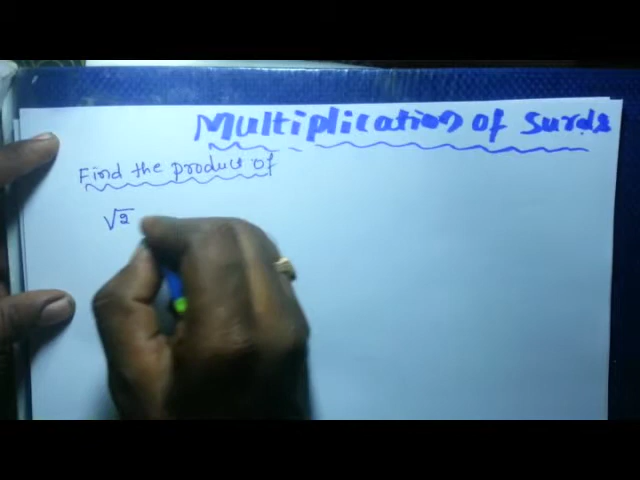 Multiplication of Surds
Find the product of
√2